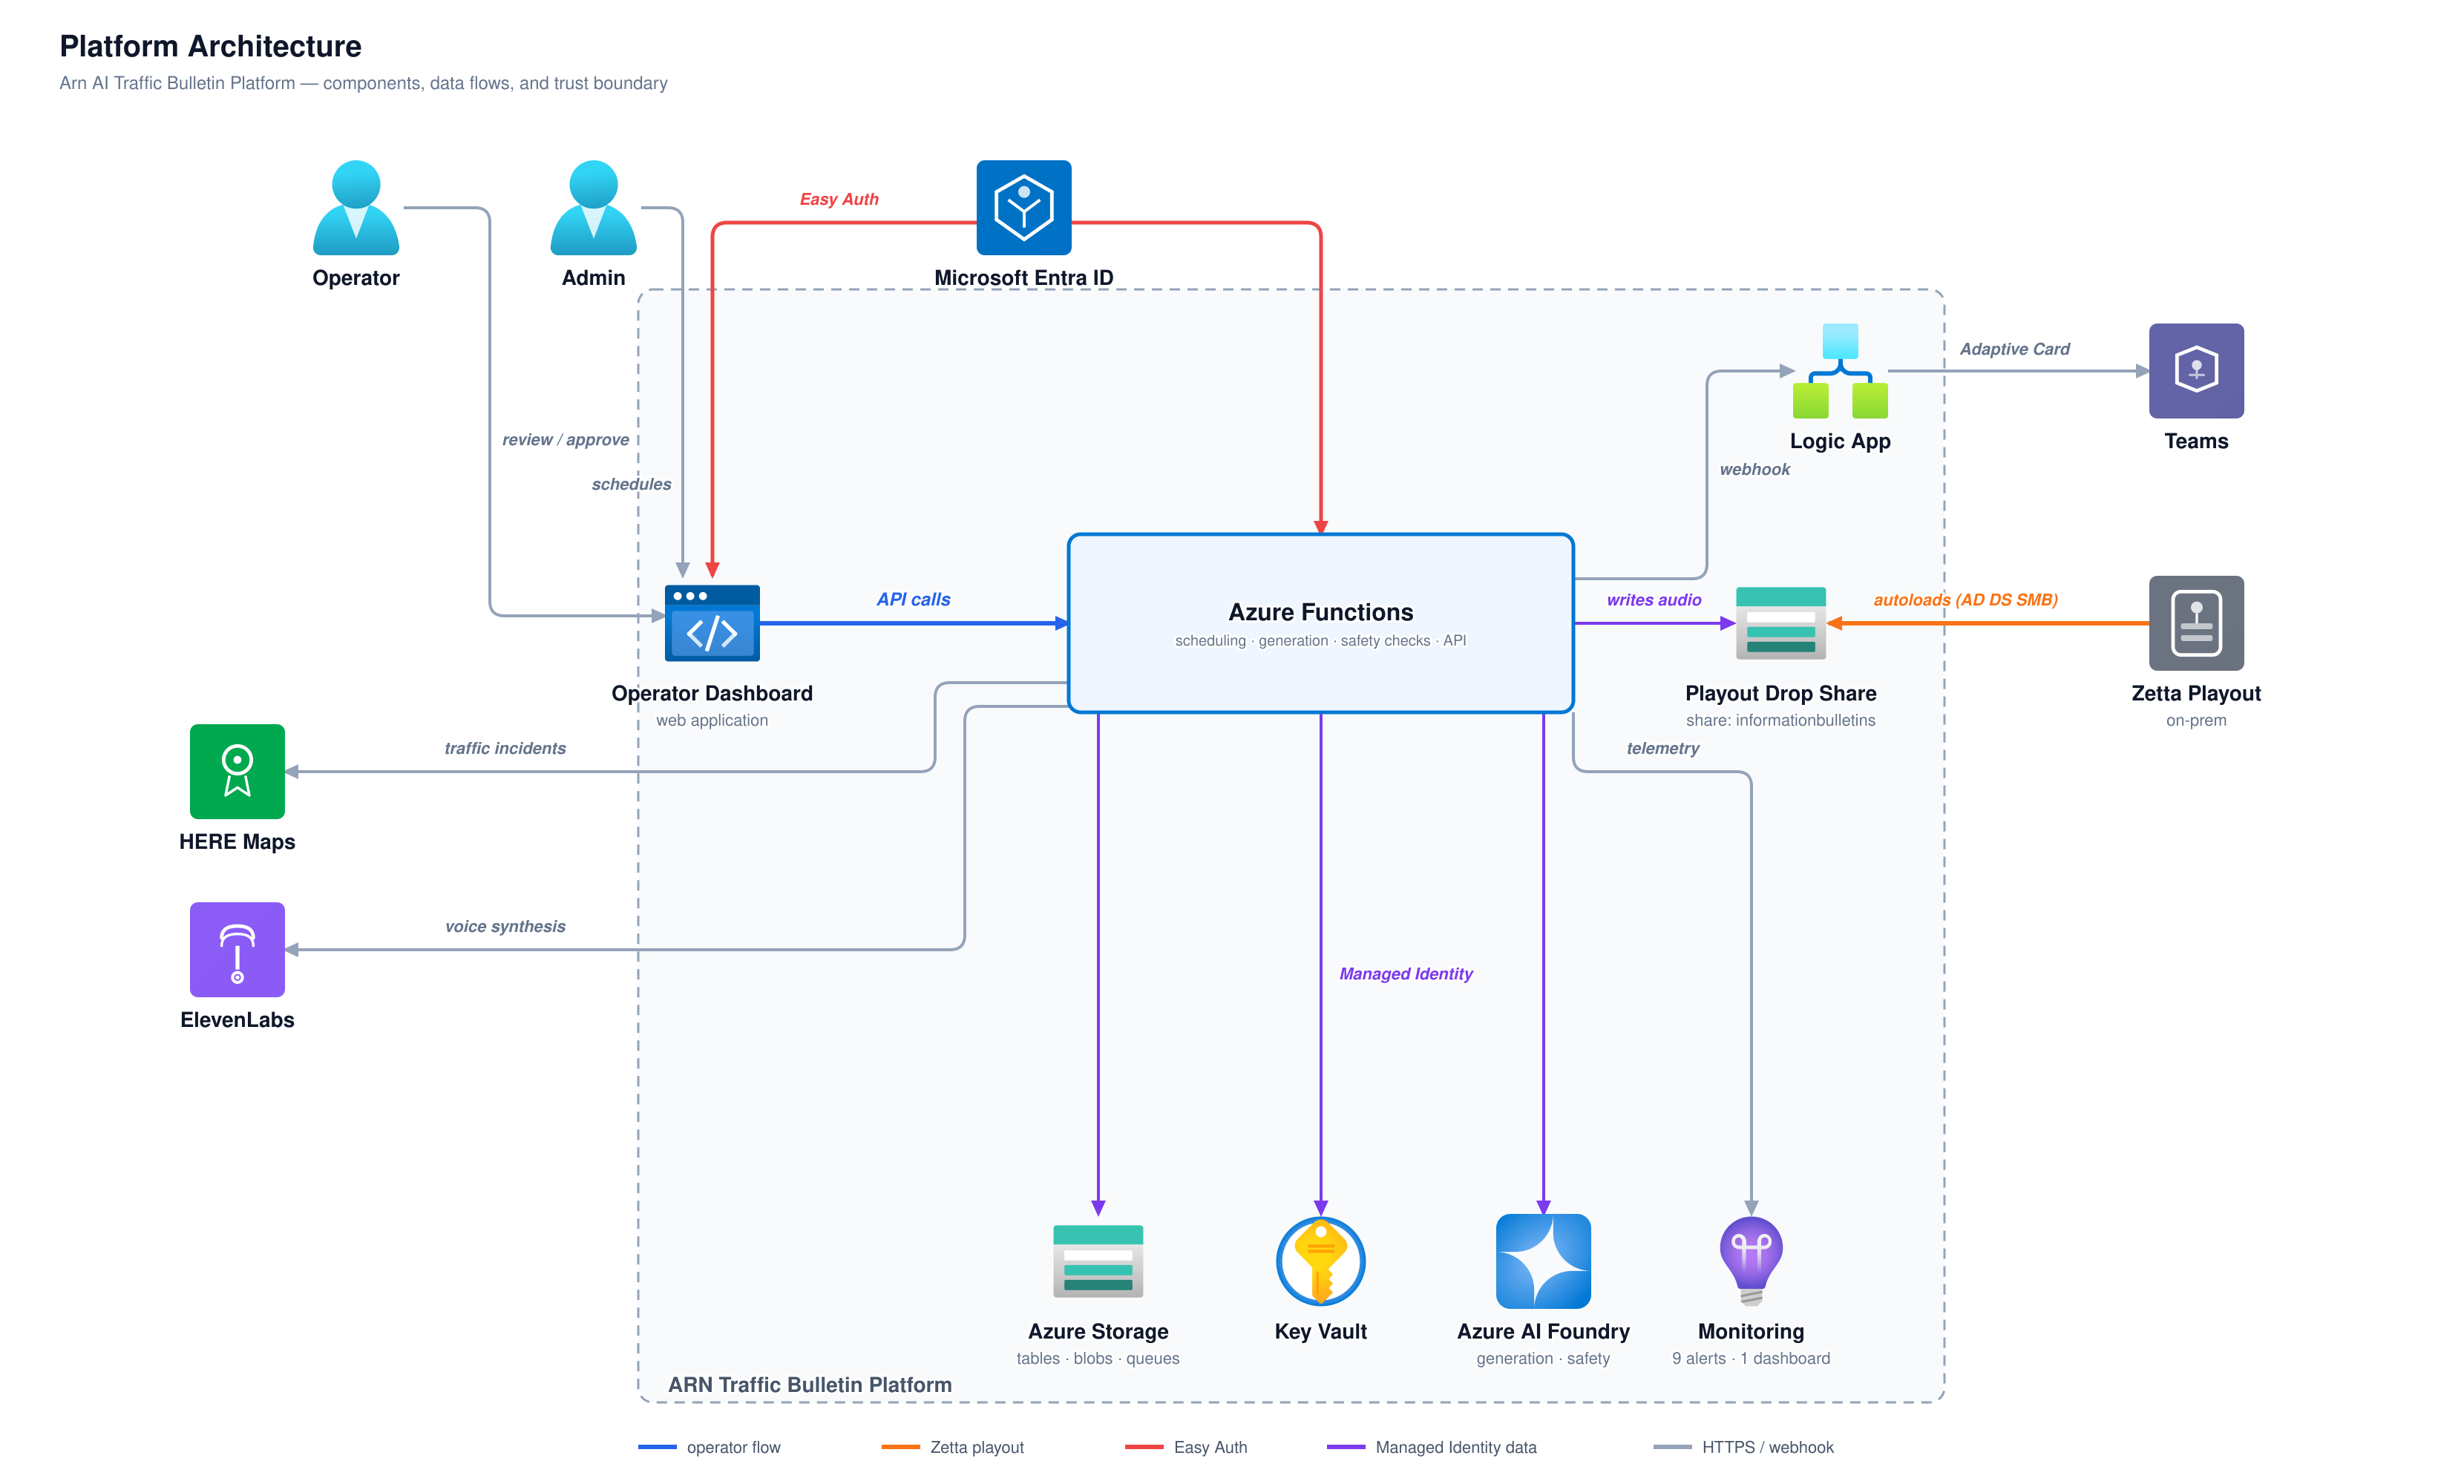 Platform Architecture
Arn AI Traffic Bulletin Platform — components, data flows, and trust boundary
Easy Auth
Operator
Admin
Microsoft Entra ID
Adaptive Card
review / approve
Logic App
Teams
webhook
schedules
API calls
Azure Functions
scheduling · generation · safety checks · API
writes audio
autoloads (AD DS SMB)
Operator Dashboard
web application
Playout Drop Share
share: informationbulletins
Zetta Playout
on-prem
traffic incidents
telemetry
HERE Maps
voice synthesis
Managed Identity
ElevenLabs
Azure Storage
tables · blobs · queues
Key Vault
Azure AI Foundry
generation · safety
Monitoring
9 alerts · 1 dashboard
ARN Traffic Bulletin Platform
operator flow
Zetta playout
Easy Auth
Managed Identity data
HTTPS / webhook